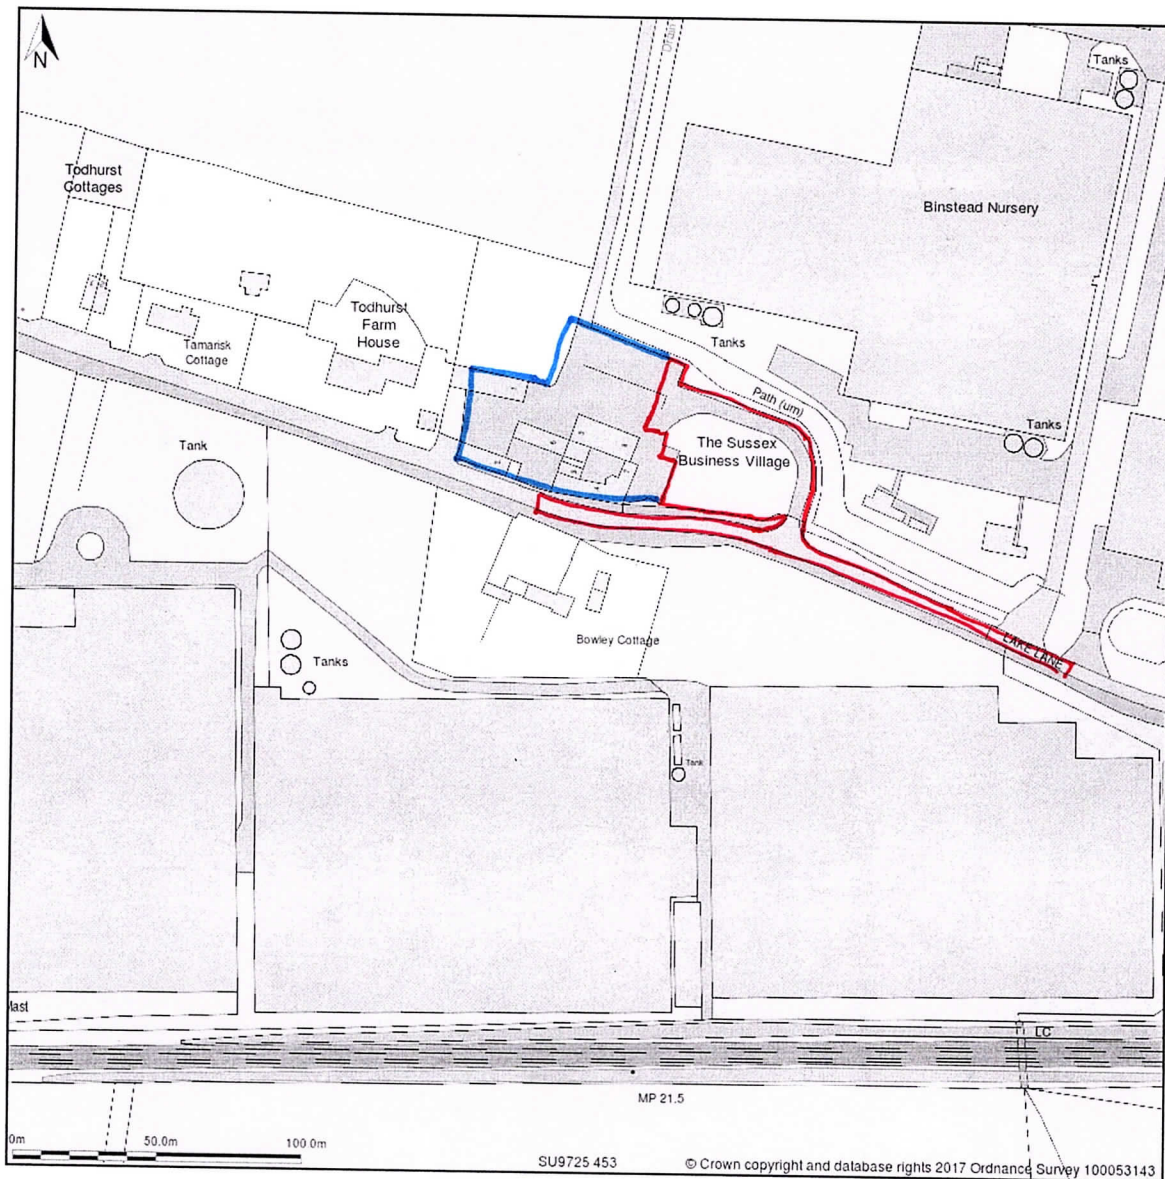 N
Drain
Tanks
Todhurst
Cottages
Binstead Nursery
Todhurst
Farm
House
Tamarisk
Cottage
Tanks
Path (um)
Tanks
The Sussex
Business Village
Tank
LAKE LANE
Bowley Cottage
Tanks
Tank
Mast
LC
MP 21.5
0m 50.0m 100.0m
SU9725 453 © Crown copyright and database rights 2017 Ordnance Survey 100053143